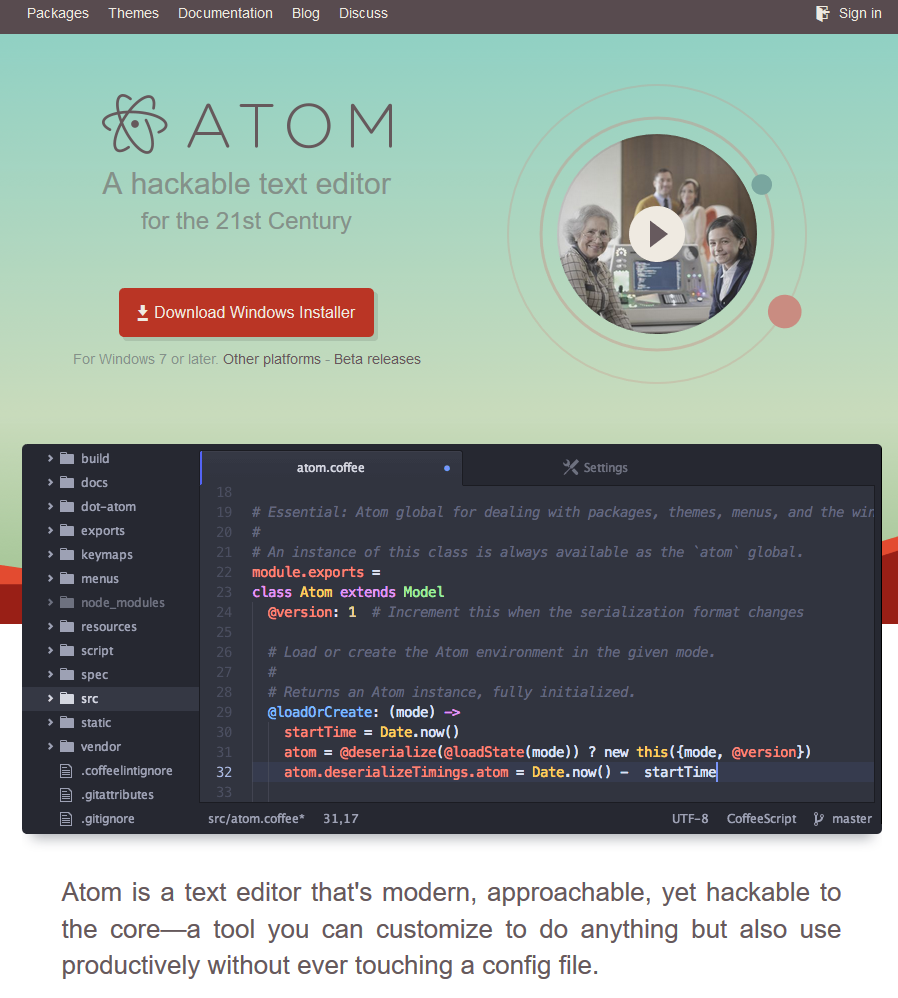 Packages Themes Documentation Blog Discuss Sign in
ATOM
A hackable text editor
for the 21st Century
Download Windows Installer
For Windows 7 or later. Other platforms - Beta releases
build
docs
dot-atom
exports
keymaps
menus
node_modules
resources
script
spec
src
static
vendor
.coffeelintignore
.gitattributes
.gitignore
atom.coffee Settings
18
19 # Essential: Atom global for dealing with packages, themes, menus, and the win
20 #
21 # An instance of this class is always available as the `atom` global.
22 module.exports =
23 class Atom extends Model
24 @version: 1 # Increment this when the serialization format changes
25
26 # Load or create the Atom environment in the given mode.
27 #
28 # Returns an Atom instance, fully initialized.
29 @loadOrCreate: (mode) ->
30 startTime = Date.now()
31 atom = @deserialize(@loadState(mode)) ? new this({mode, @version})
32 atom.deserializeTimings.atom = Date.now() - startTime
33
src/atom.coffee* 31,17 UTF-8 CoffeeScript master
Atom is a text editor that's modern, approachable, yet hackable to
the core—a tool you can customize to do anything but also use
productively without ever touching a config file.